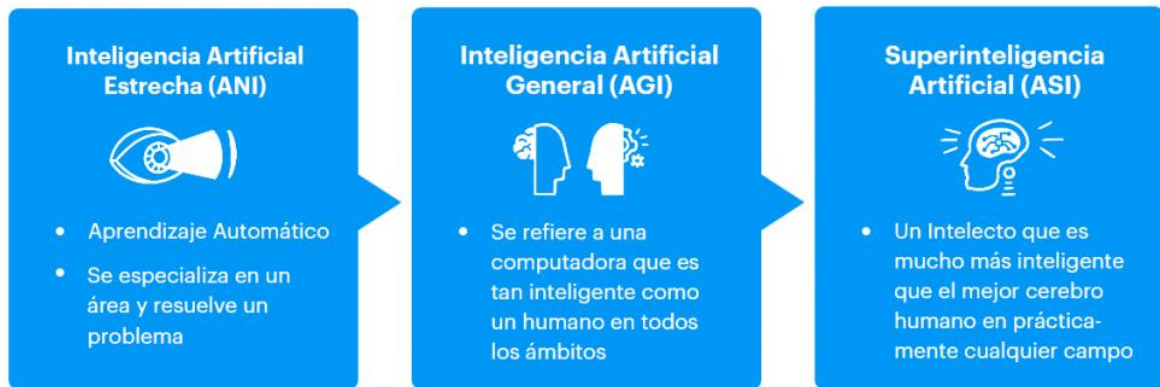 Inteligencia Artificial
Estrecha (ANI)
• Aprendizaje Automático
• Se especializa en un
área y resuelve un
problema
Inteligencia Artificial
General (AGI)
• Se refiere a una
computadora que es
tan inteligente como
un humano en todos
los ámbitos
Superinteligencia
Artificial (ASI)
• Un Intelecto que es
mucho más inteligente
que el mejor cerebro
humano en práctica-
mente cualquier campo